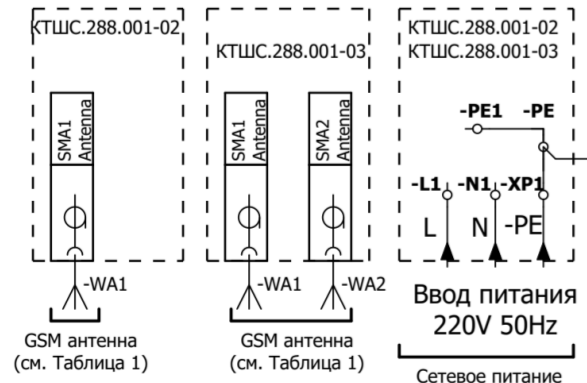 КТШС.288.001-02
SMA1
Antenna
-WA1
GSM антенна
(см. Таблица 1)
КТШС.288.001-03
SMA1
Antenna
SMA2
Antenna
-WA1
-WA2
GSM антенна
(см. Таблица 1)
КТШС.288.001-02
КТШС.288.001-03
-PE1 -PE
-L1 -N1 -XP1
L N -PE
Ввод питания
220V 50Hz
Сетевое питание